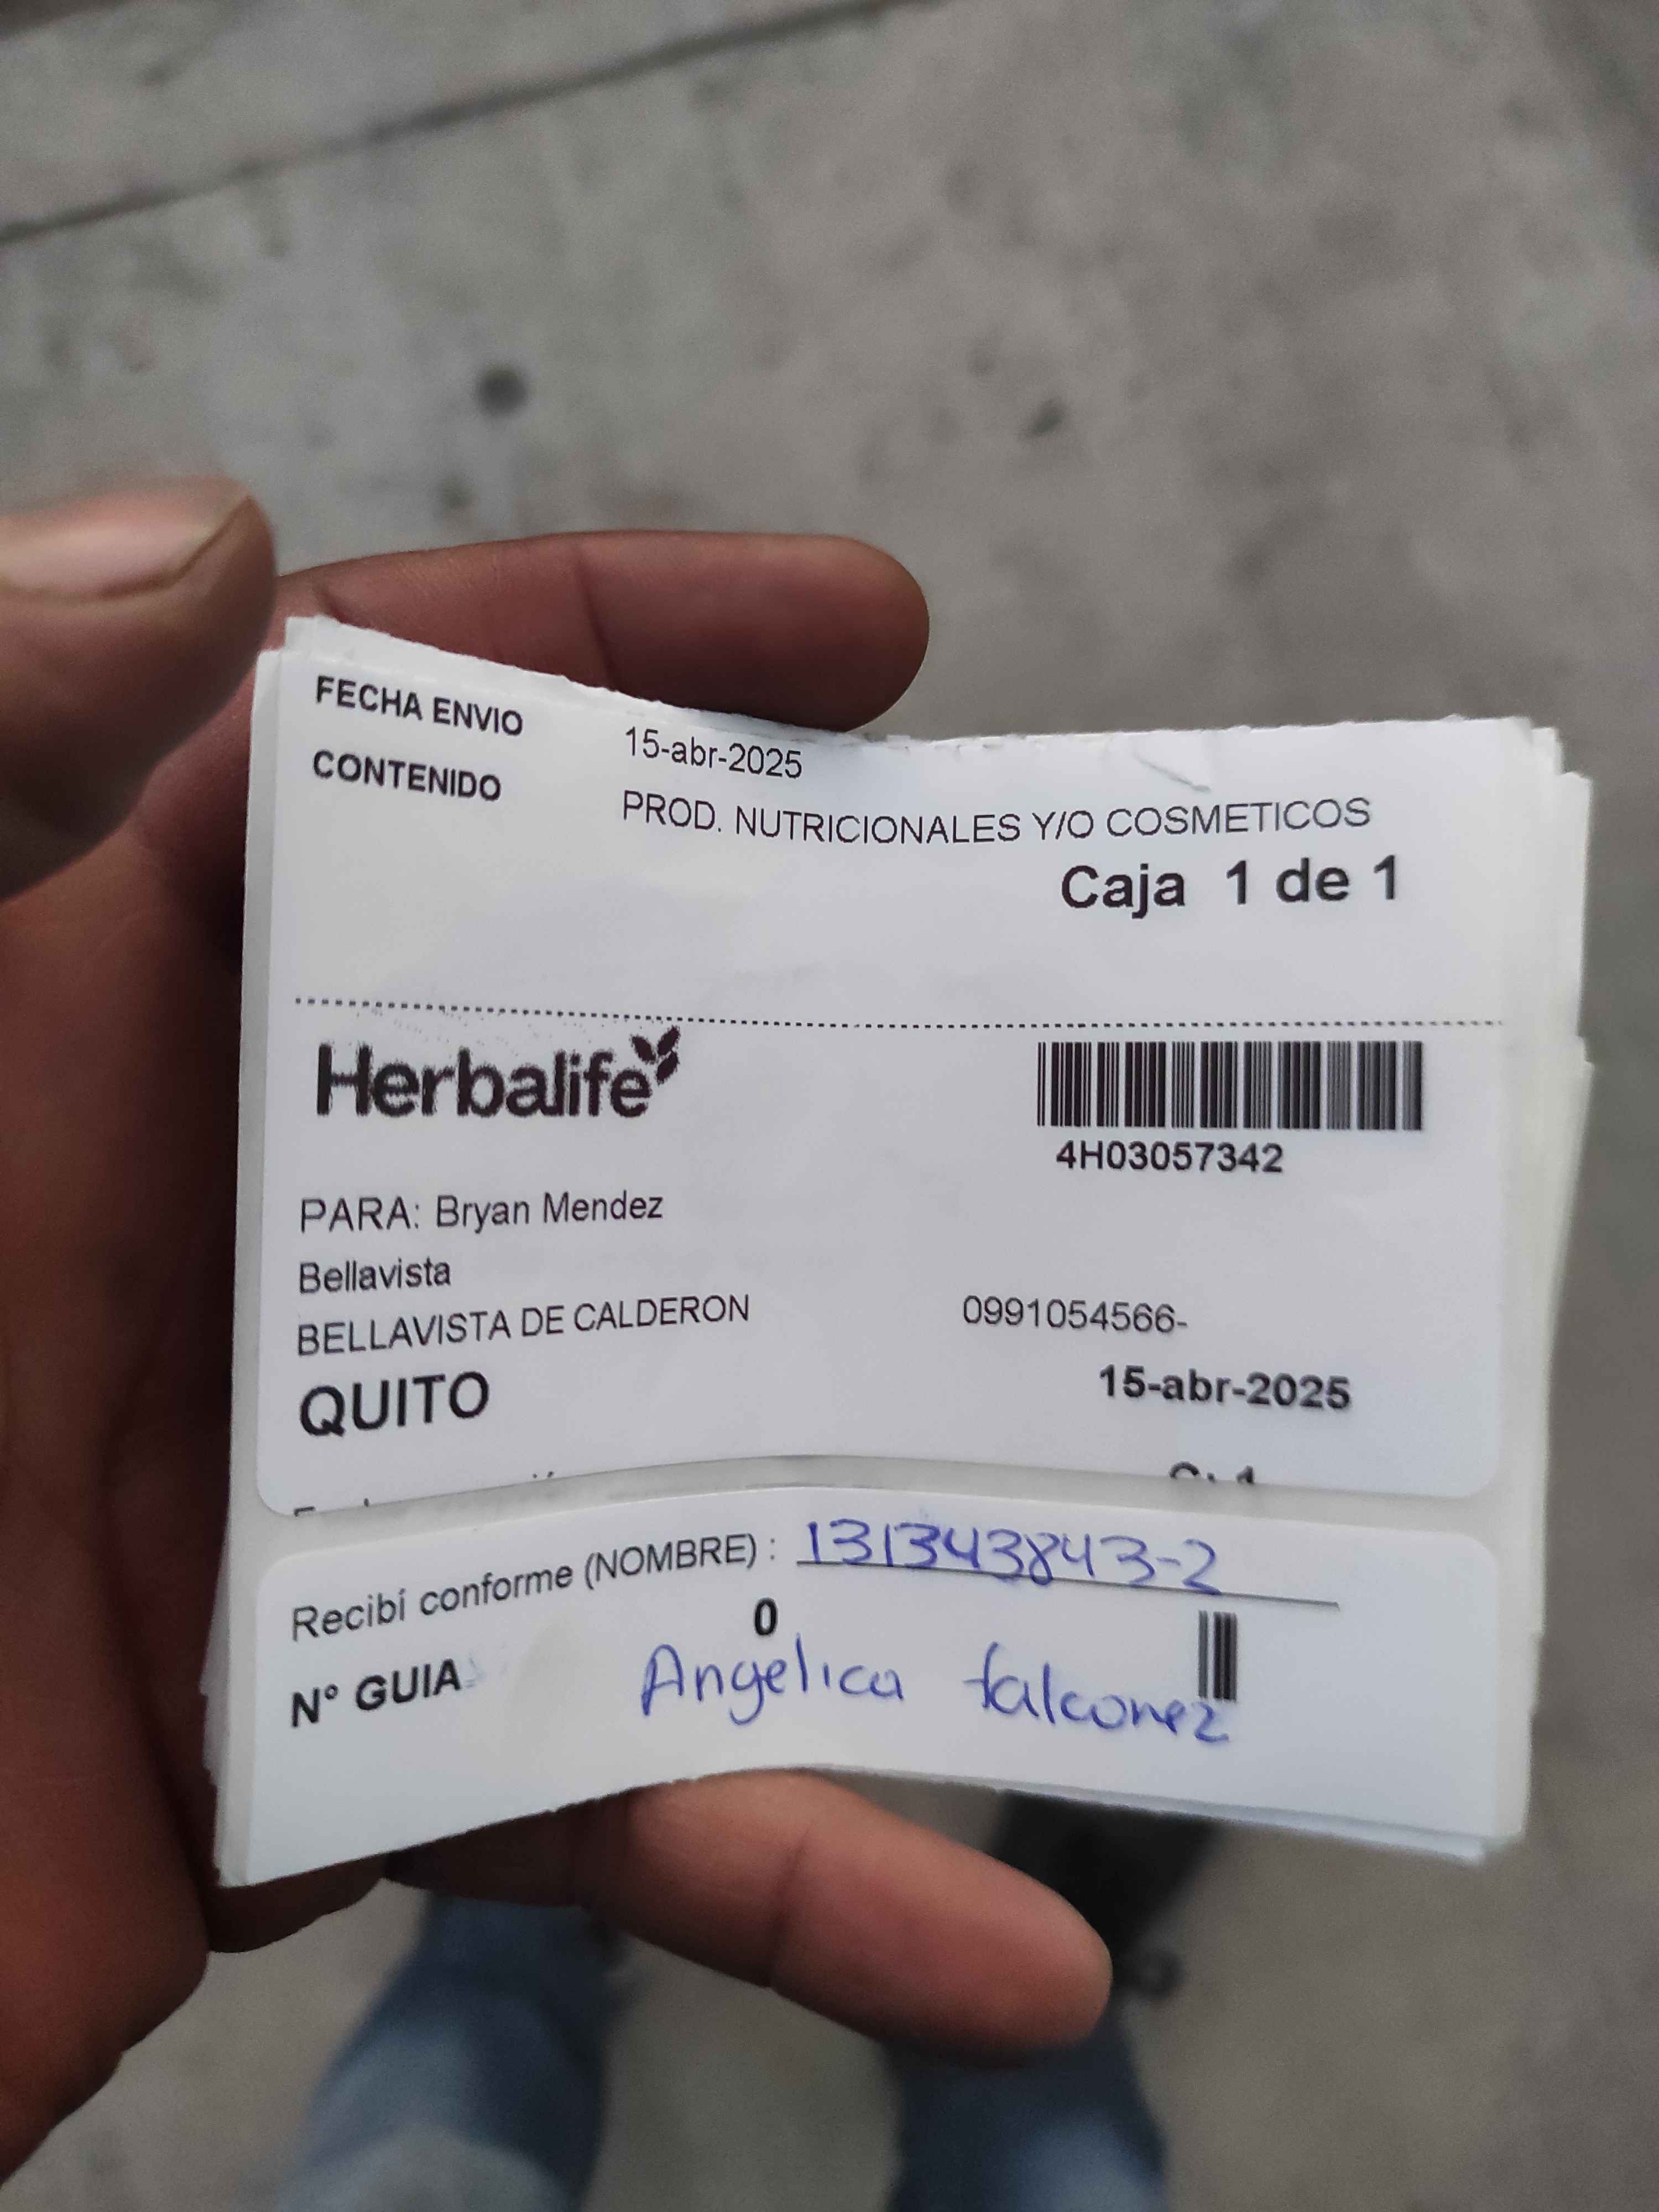 FECHA ENVIO 15-abr-2025
CONTENIDO PROD. NUTRICIONALES Y/O COSMETICOS
Caja 1 de 1
Herbalife
4H03057342
PARA: Bryan Mendez
Bellavista
BELLAVISTA DE CALDERON 0991054566-
QUITO 15-abr-2025
Recibí conforme (NOMBRE) : 131343843-2
0
N° GUIA Angelica falconez